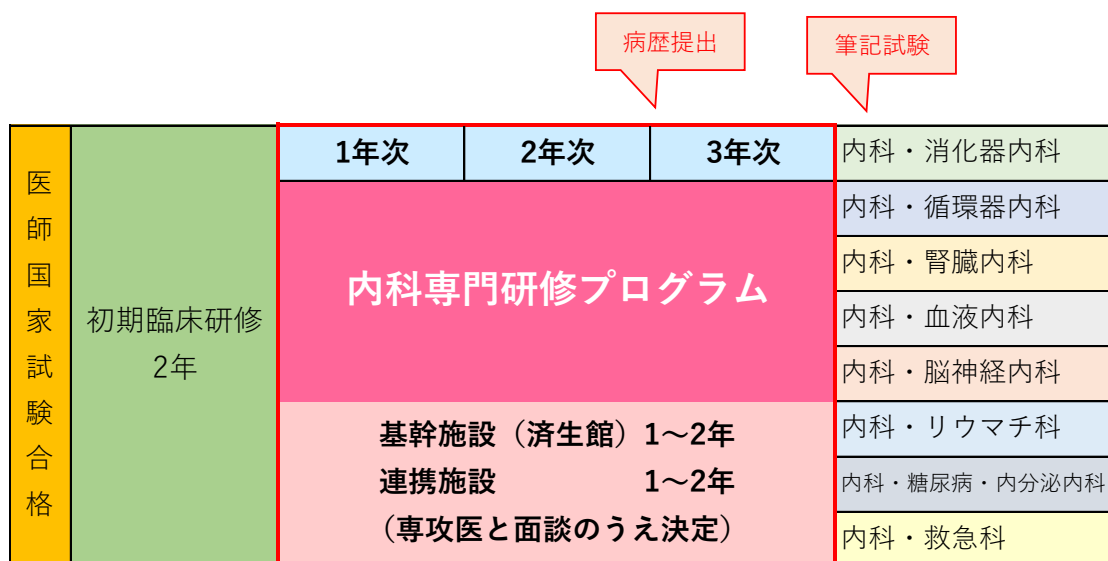 病歴提出
筆記試験
医師国家試験合格
初期臨床研修
2年
1年次
2年次
3年次
内科専門研修プログラム
基幹施設（済生館）1～2年
連携施設 1～2年
（専攻医と面談のうえ決定）
内科・消化器内科
内科・循環器内科
内科・腎臓内科
内科・血液内科
内科・脳神経内科
内科・リウマチ科
内科・糖尿病・内分泌内科
内科・救急科